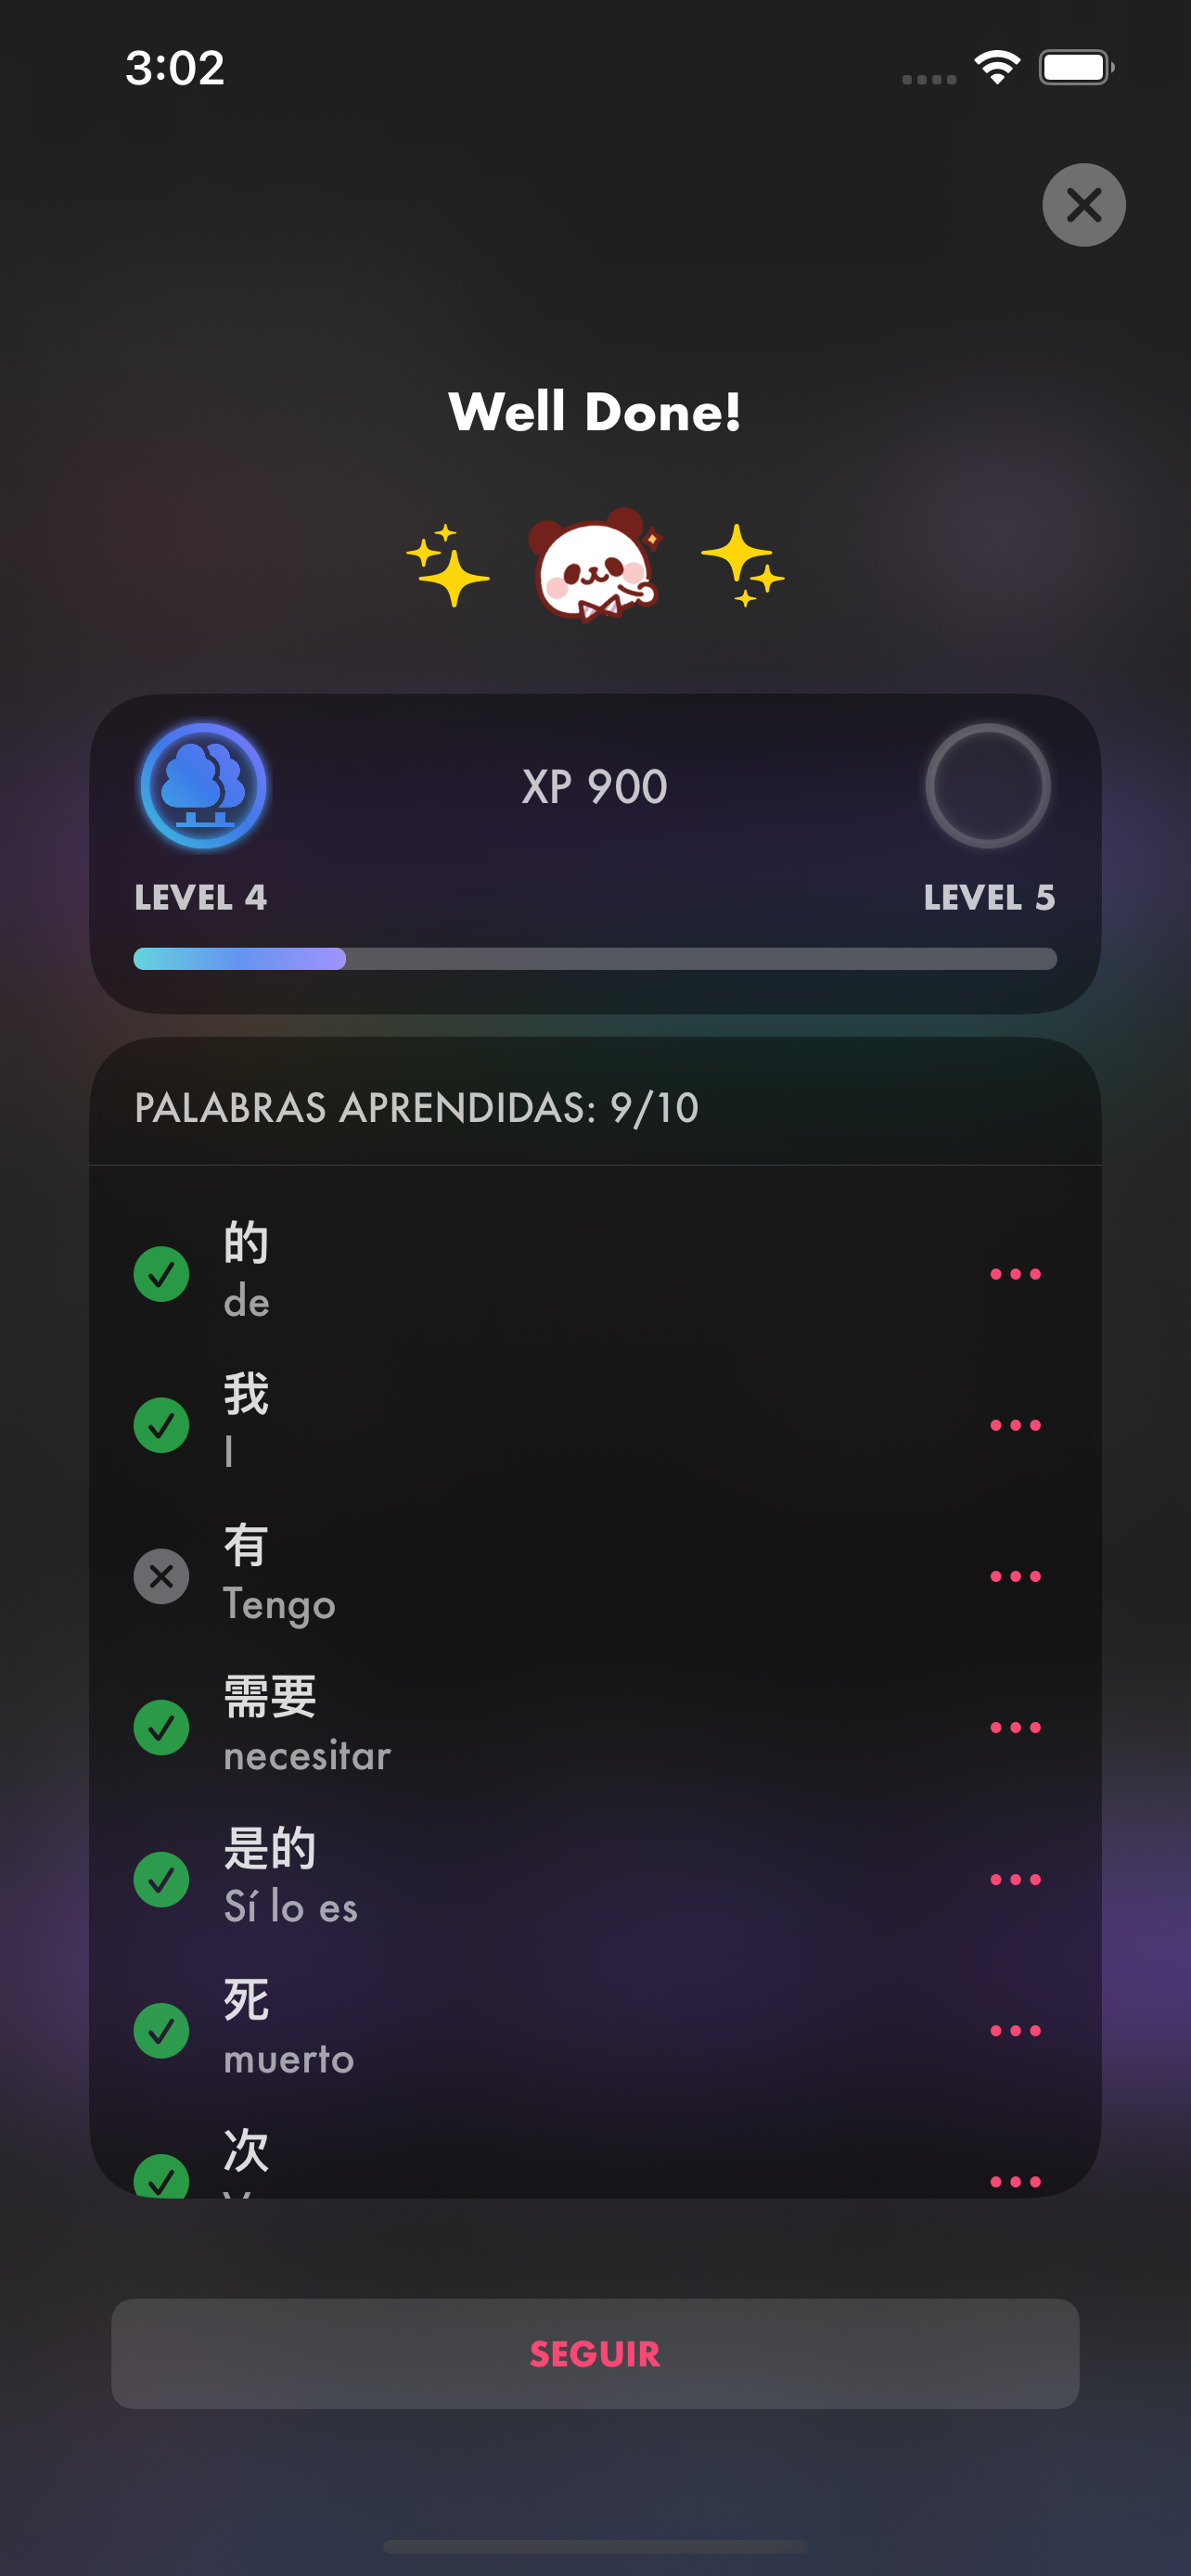 3:02
Well Done!
XP 900
LEVEL 4
LEVEL 5
PALABRAS APRENDIDAS: 9/10
的
de
我
I
有
Tengo
需要
necesitar
是的
Sí lo es
死
muerto
次
SEGUIR